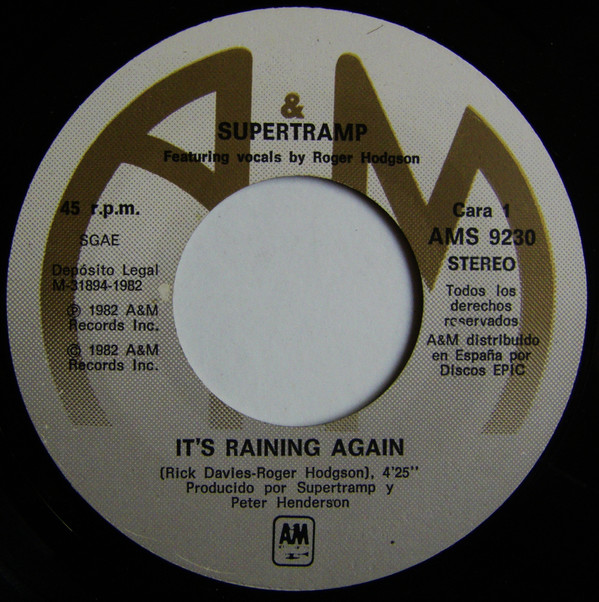 A & M
SUPERTRAMP
Featuring vocals by Roger Hodgson
45 r.p.m.
SGAE
Depósito Legal
M-31894-1982
Ⓟ 1982 A&M
Records Inc.
© 1982 A&M
Records Inc.
Cara 1
AMS 9230
STEREO
Todos los
derechos
reservados
A&M distribuido
en España por
Discos EPIC
IT'S RAINING AGAIN
(Rick Davies-Roger Hodgson), 4'25''
Producido por Supertramp y
Peter Henderson
AM